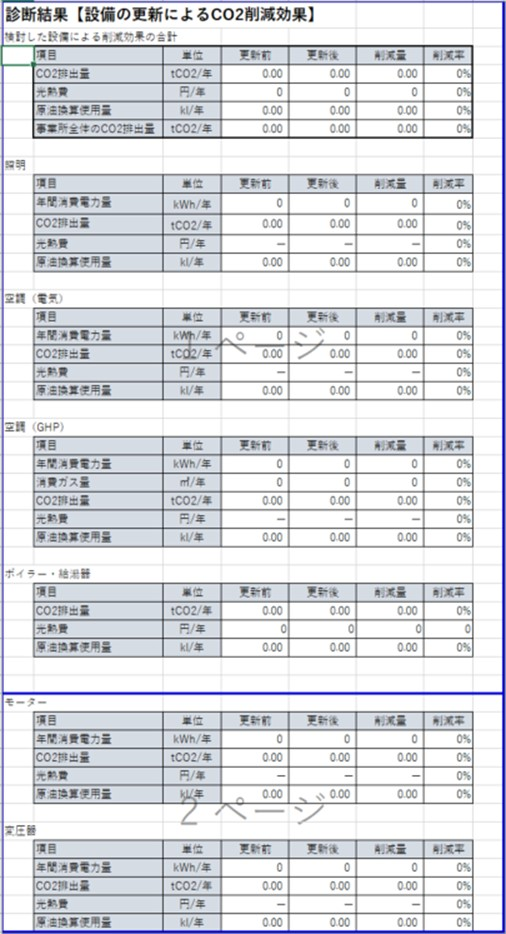 診断結果【設備の更新によるCO2削減効果】
検討した設備による削減効果の合計
項目 単位 更新前 更新後 削減量 削減率
CO2排出量 tCO2/年 0.00 0.00 0.00 0%
光熱費 円/年 0 0 0 0%
原油換算使用量 kl/年 0.00 0.00 0.00 0%
事業所全体のCO2排出量 tCO2/年 0.00 0.00 0.00 0%
照明
項目 単位 更新前 更新後 削減量 削減率
年間消費電力量 kWh/年 0 0 0 0%
CO2排出量 tCO2/年 0.00 0.00 0.00 0%
光熱費 円/年 － － － 0%
原油換算使用量 kl/年 0.00 0.00 0.00 0%
空調（電気）
項目 単位 更新前 更新後 削減量 削減率
年間消費電力量 kWh/年 0 0 0 0%
1 ページ
CO2排出量 tCO2/年 0.00 0.00 0.00 0%
光熱費 円/年 － － － 0%
原油換算使用量 kl/年 0.00 0.00 0.00 0%
空調（GHP）
項目 単位 更新前 更新後 削減量 削減率
年間消費電力量 kWh/年 0 0 0 0%
消費ガス量 ㎥/年 0 0 0 0%
CO2排出量 tCO2/年 0.00 0.00 0.00 0%
光熱費 円/年 － － － 0%
原油換算使用量 kl/年 0.00 0.00 0.00 0%
ボイラー・給湯器
項目 単位 更新前 更新後 削減量 削減率
CO2排出量 tCO2/年 0.00 0.00 0.00 0%
光熱費 円/年 0 0 0 0
原油換算使用量 kl/年 0.00 0.00 0.00 0%
モーター
項目 単位 更新前 更新後 削減量 削減率
年間消費電力量 kWh/年 0 0 0 0%
CO2排出量 tCO2/年 0.00 0.00 0.00 0%
光熱費 円/年 － － － 0%
原油換算使用量 kl/年 0.00 0.00 0.00 0%
2 ページ
変圧器
項目 単位 更新前 更新後 削減量 削減率
年間消費電力量 kWh/年 0 0 0 0%
CO2排出量 tCO2/年 0.00 0.00 0.00 0%
光熱費 円/年 － － － 0%
原油換算使用量 kl/年 0.00 0.00 0.00 0%